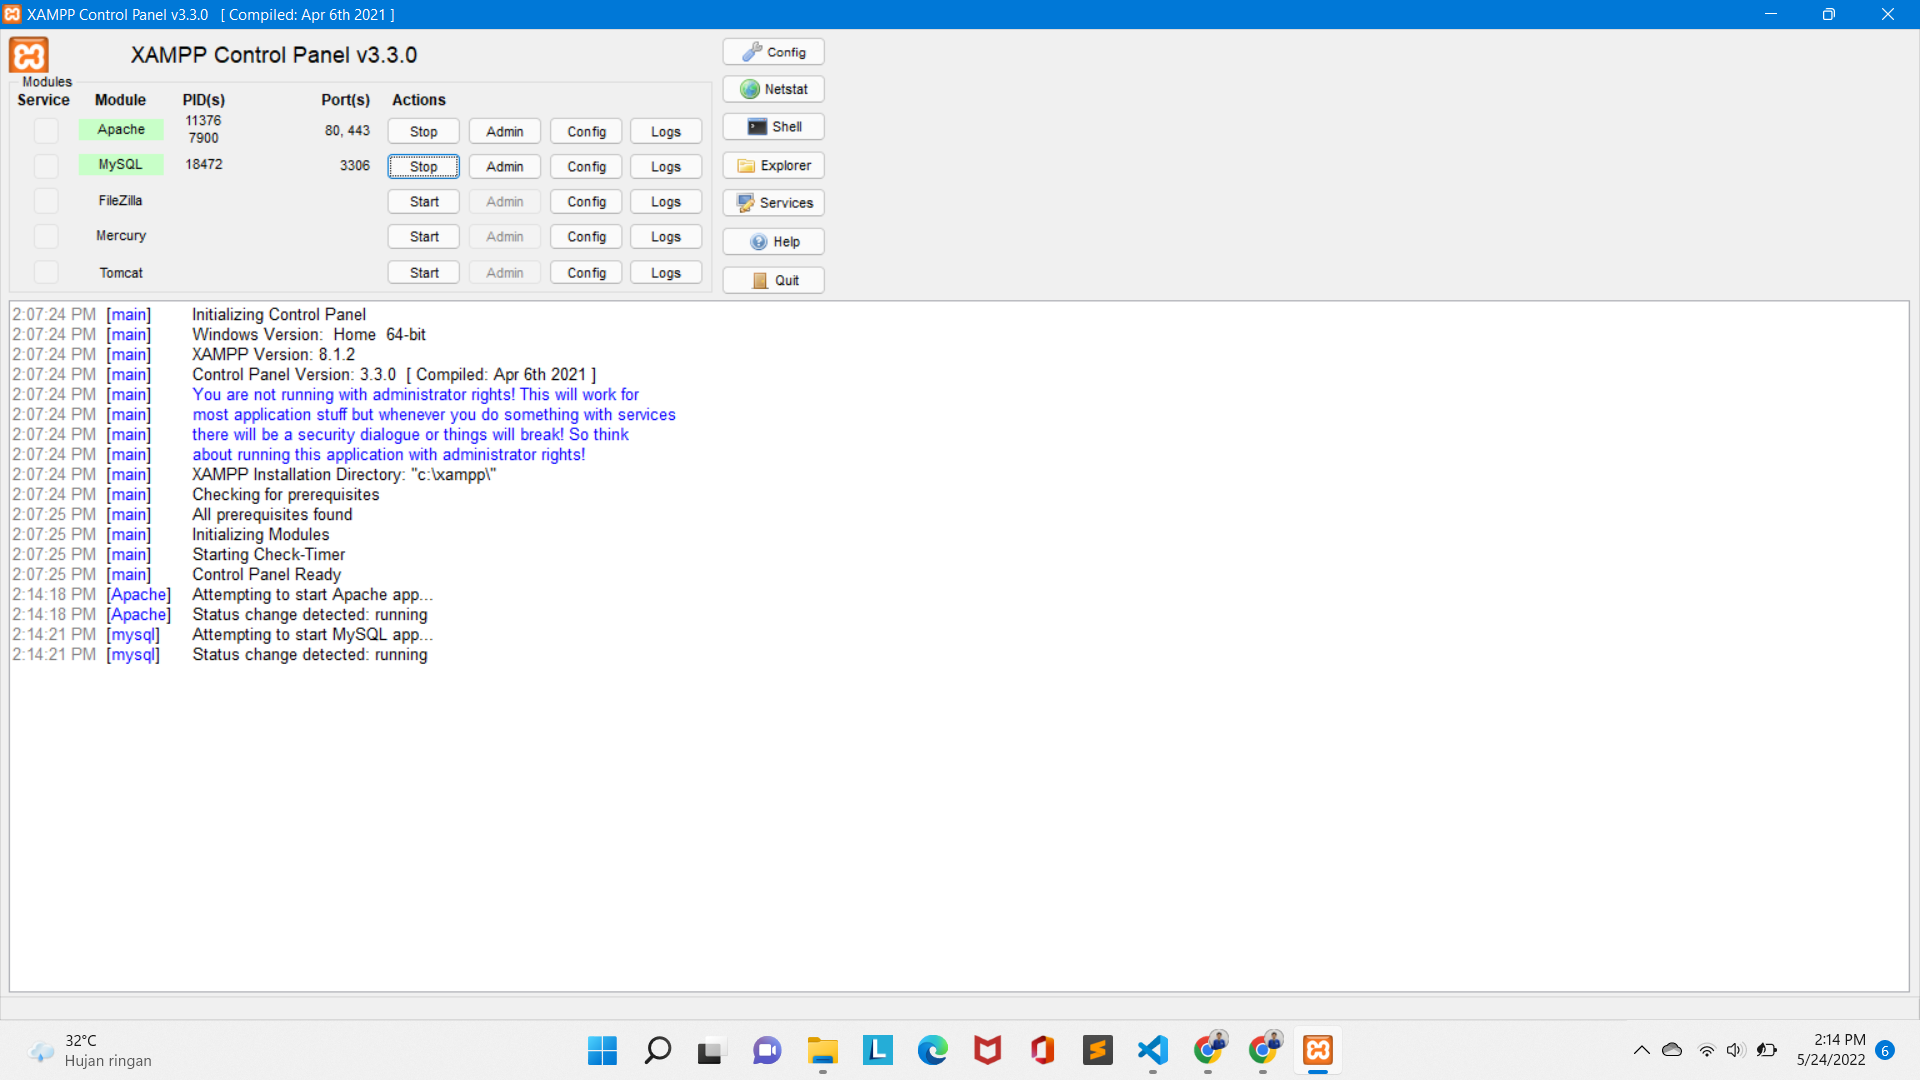 XAMPP Control Panel v3.3.0 [ Compiled: Apr 6th 2021 ]
XAMPP Control Panel v3.3.0
Config
Modules
Service Module PID(s) Port(s) Actions
Netstat
Apache 11376 7900 80, 443 Stop Admin Config Logs
Shell
MySQL 18472 3306 Stop Admin Config Logs
Explorer
FileZilla Start Admin Config Logs
Services
Mercury Start Admin Config Logs
Help
Tomcat Start Admin Config Logs
Quit
2:07:24 PM [main] Initializing Control Panel
2:07:24 PM [main] Windows Version: Home 64-bit
2:07:24 PM [main] XAMPP Version: 8.1.2
2:07:24 PM [main] Control Panel Version: 3.3.0 [ Compiled: Apr 6th 2021 ]
2:07:24 PM [main] You are not running with administrator rights! This will work for
2:07:24 PM [main] most application stuff but whenever you do something with services
2:07:24 PM [main] there will be a security dialogue or things will break! So think
2:07:24 PM [main] about running this application with administrator rights!
2:07:24 PM [main] XAMPP Installation Directory: "c:\xampp\"
2:07:24 PM [main] Checking for prerequisites
2:07:25 PM [main] All prerequisites found
2:07:25 PM [main] Initializing Modules
2:07:25 PM [main] Starting Check-Timer
2:07:25 PM [main] Control Panel Ready
2:14:18 PM [Apache] Attempting to start Apache app...
2:14:18 PM [Apache] Status change detected: running
2:14:21 PM [mysql] Attempting to start MySQL app...
2:14:21 PM [mysql] Status change detected: running
32°C
Hujan ringan
L
2:14 PM
5/24/2022
6